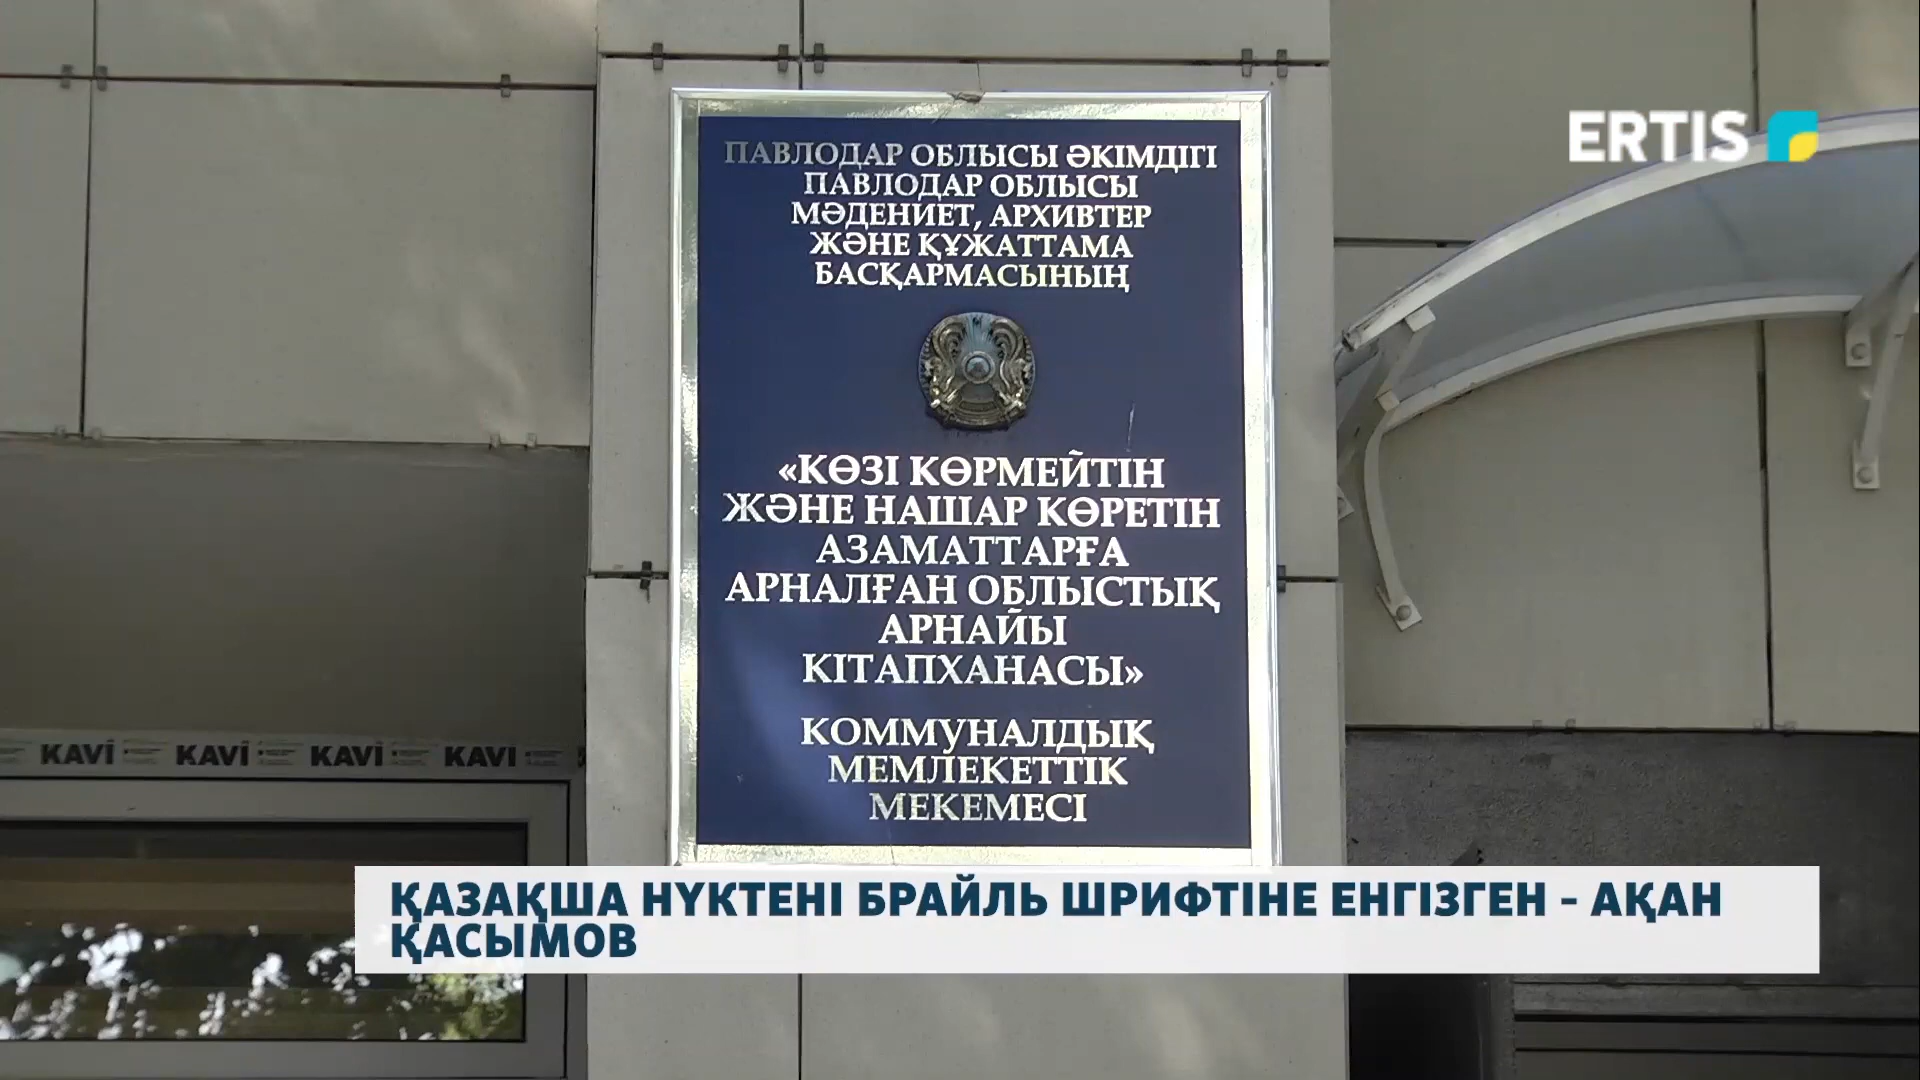 ERTIS
ПАВЛОДАР ОБЛЫСЫ ӘКІМДІГІ
ПАВЛОДАР ОБЛЫСЫ
МӘДЕНИЕТ, АРХИВТЕР
ЖӘНЕ ҚҰЖАТТАМА
БАСҚАРМАСЫНЫҢ
«КӨЗІ КӨРМЕЙТІН
ЖӘНЕ НАШАР КӨРЕТІН
АЗАМАТТАРҒА
АРНАЛҒАН ОБЛЫСТЫҚ
АРНАЙЫ
КІТАПХАНАСЫ»
КОММУНАЛДЫҚ
МЕМЛЕКЕТТІК
МЕКЕМЕСІ
KAVİ KAVİ KAVİ KAVİ
ҚАЗАҚША НҮКТЕНІ БРАЙЛЬ ШРИФТІНЕ ЕНГІЗГЕН - АҚАН
ҚАСЫМОВ